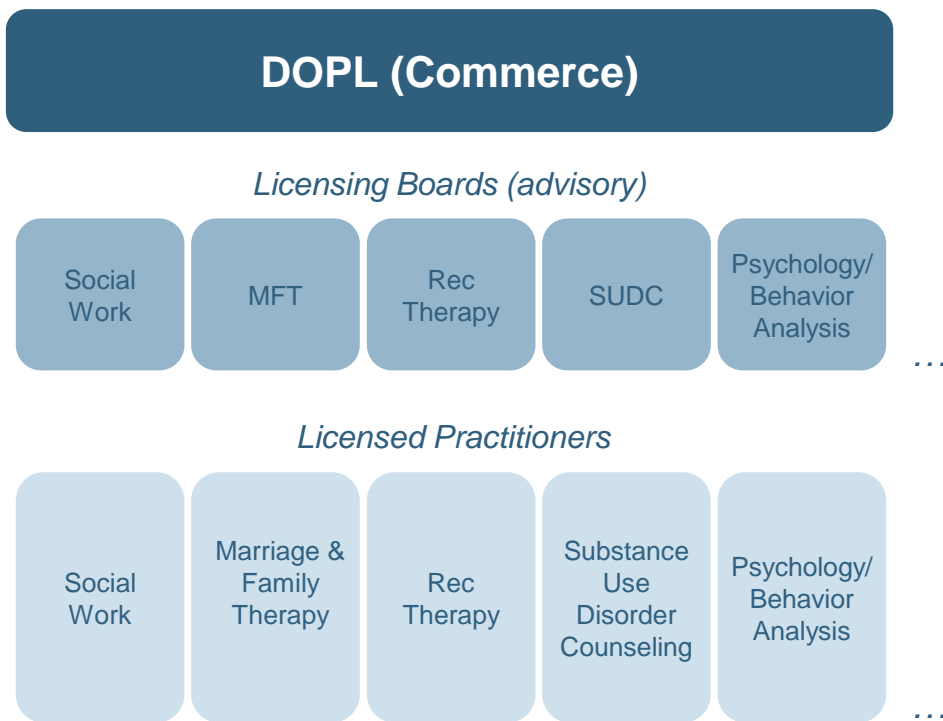 DOPL (Commerce)
Licensing Boards (advisory)
Social
Work
MFT
Rec
Therapy
SUDC
Psychology/
Behavior
Analysis
…
Licensed Practitioners
Social
Work
Marriage &
Family
Therapy
Rec
Therapy
Substance
Use
Disorder
Counseling
Psychology/
Behavior
Analysis
…